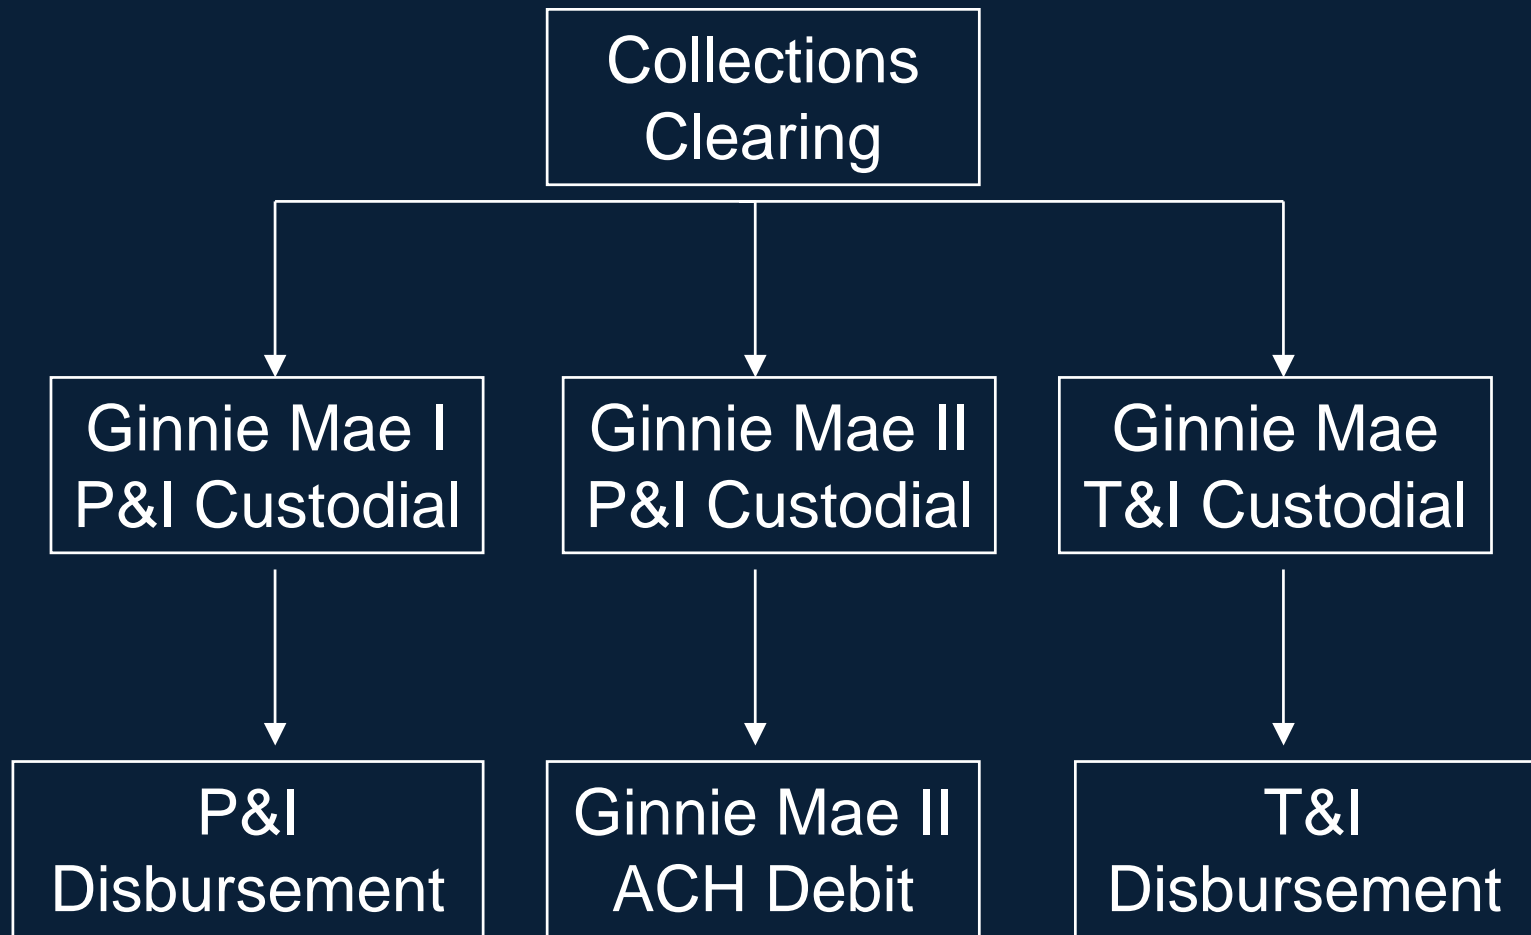 Collections
Clearing
Ginnie Mae I
P&I Custodial
Ginnie Mae II
P&I Custodial
Ginnie Mae
T&I Custodial
P&I
Disbursement
Ginnie Mae II
ACH Debit
T&I
Disbursement